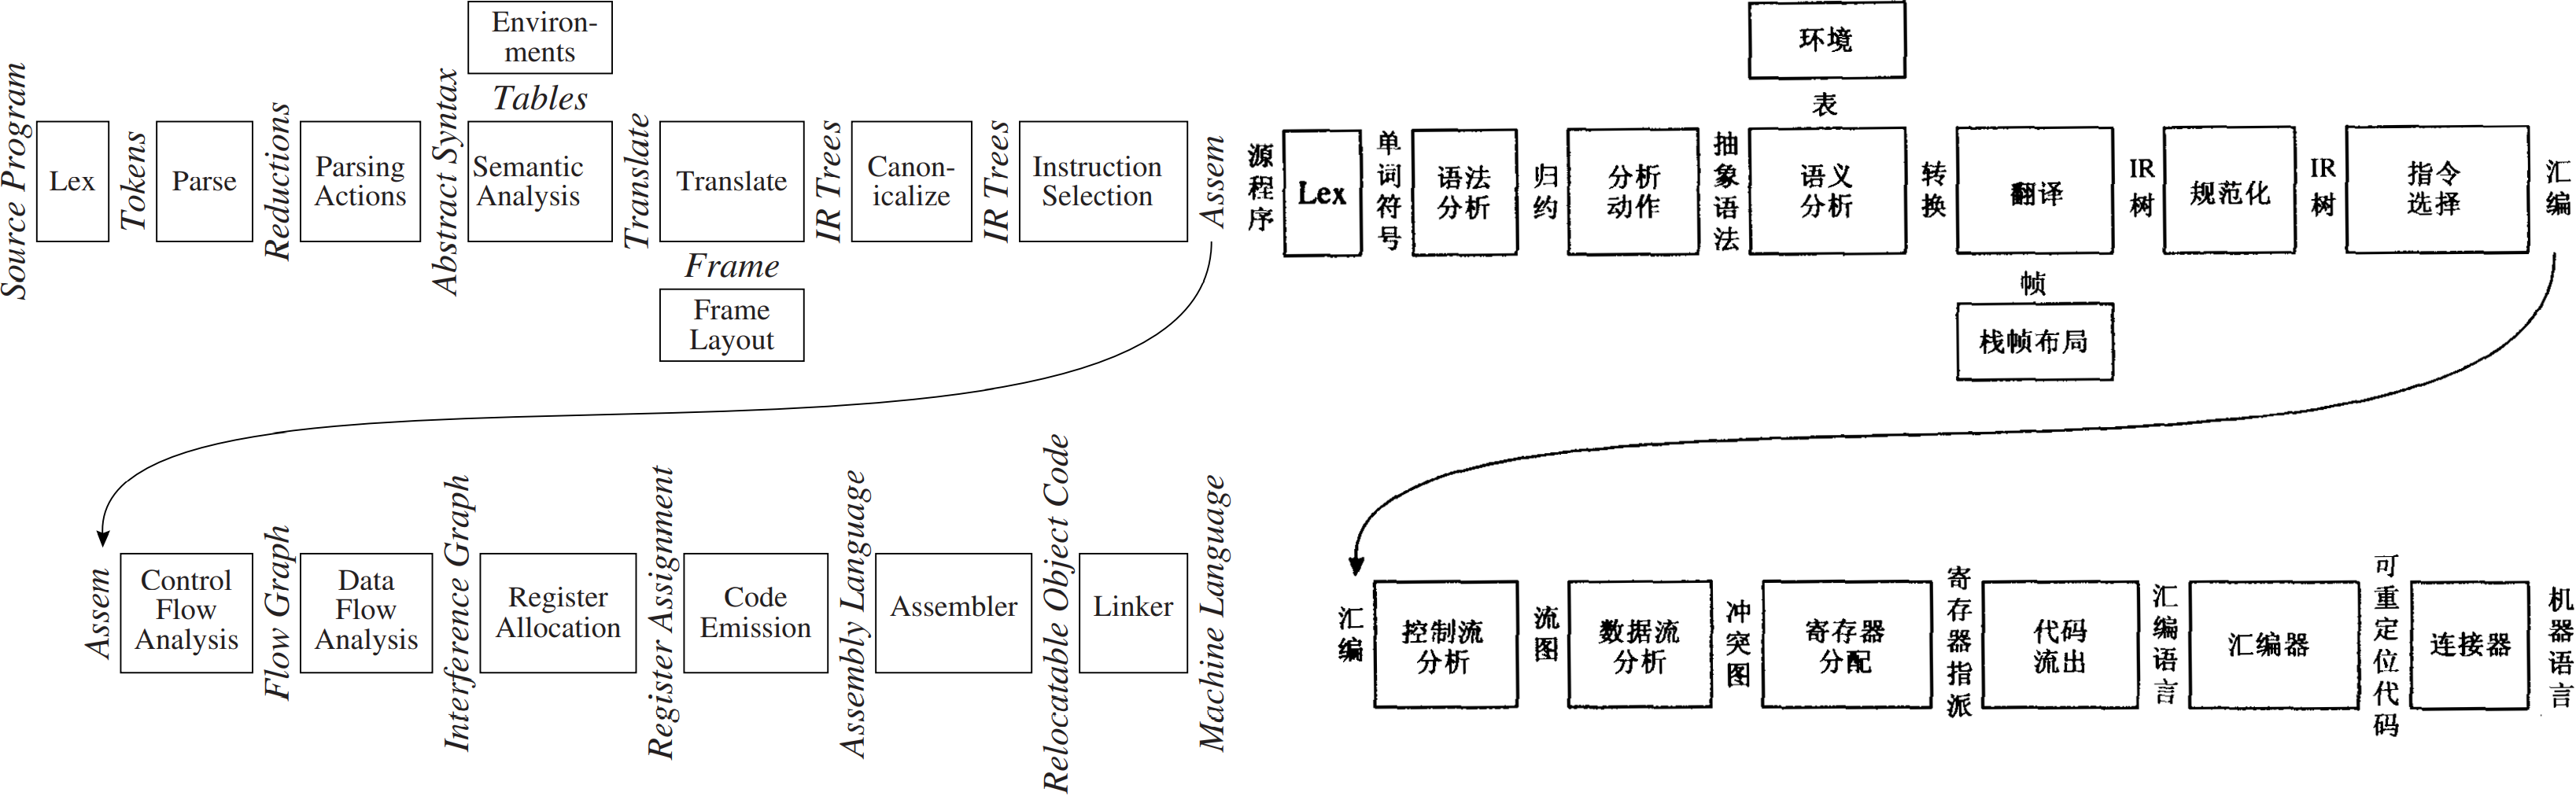 Environ-
ments
Tables
Source Program
Lex
Tokens
Parse
Reductions
Parsing
Actions
Abstract Syntax
Semantic
Analysis
Translate
Translate
IR Trees
Canon-
icalize
IR Trees
Instruction
Selection
Assem
Frame
Frame
Layout
Assem
Control
Flow
Analysis
Flow Graph
Data
Flow
Analysis
Interference Graph
Register
Allocation
Register Assignment
Code
Emission
Assembly Language
Assembler
Relocatable Object Code
Linker
Machine Language
环境
表
源程序
Lex
单词符号
语法
分析
归约
分析
动作
抽象语法
语义
分析
转换
翻译
IR
树
规范化
IR
树
指令
选择
汇编
帧
栈帧布局
汇编
控制流
分析
流图
数据流
分析
冲突图
寄存器
分配
寄存器指派
代码
流出
汇编语言
汇编器
可重定位代码
连接器
机器语言